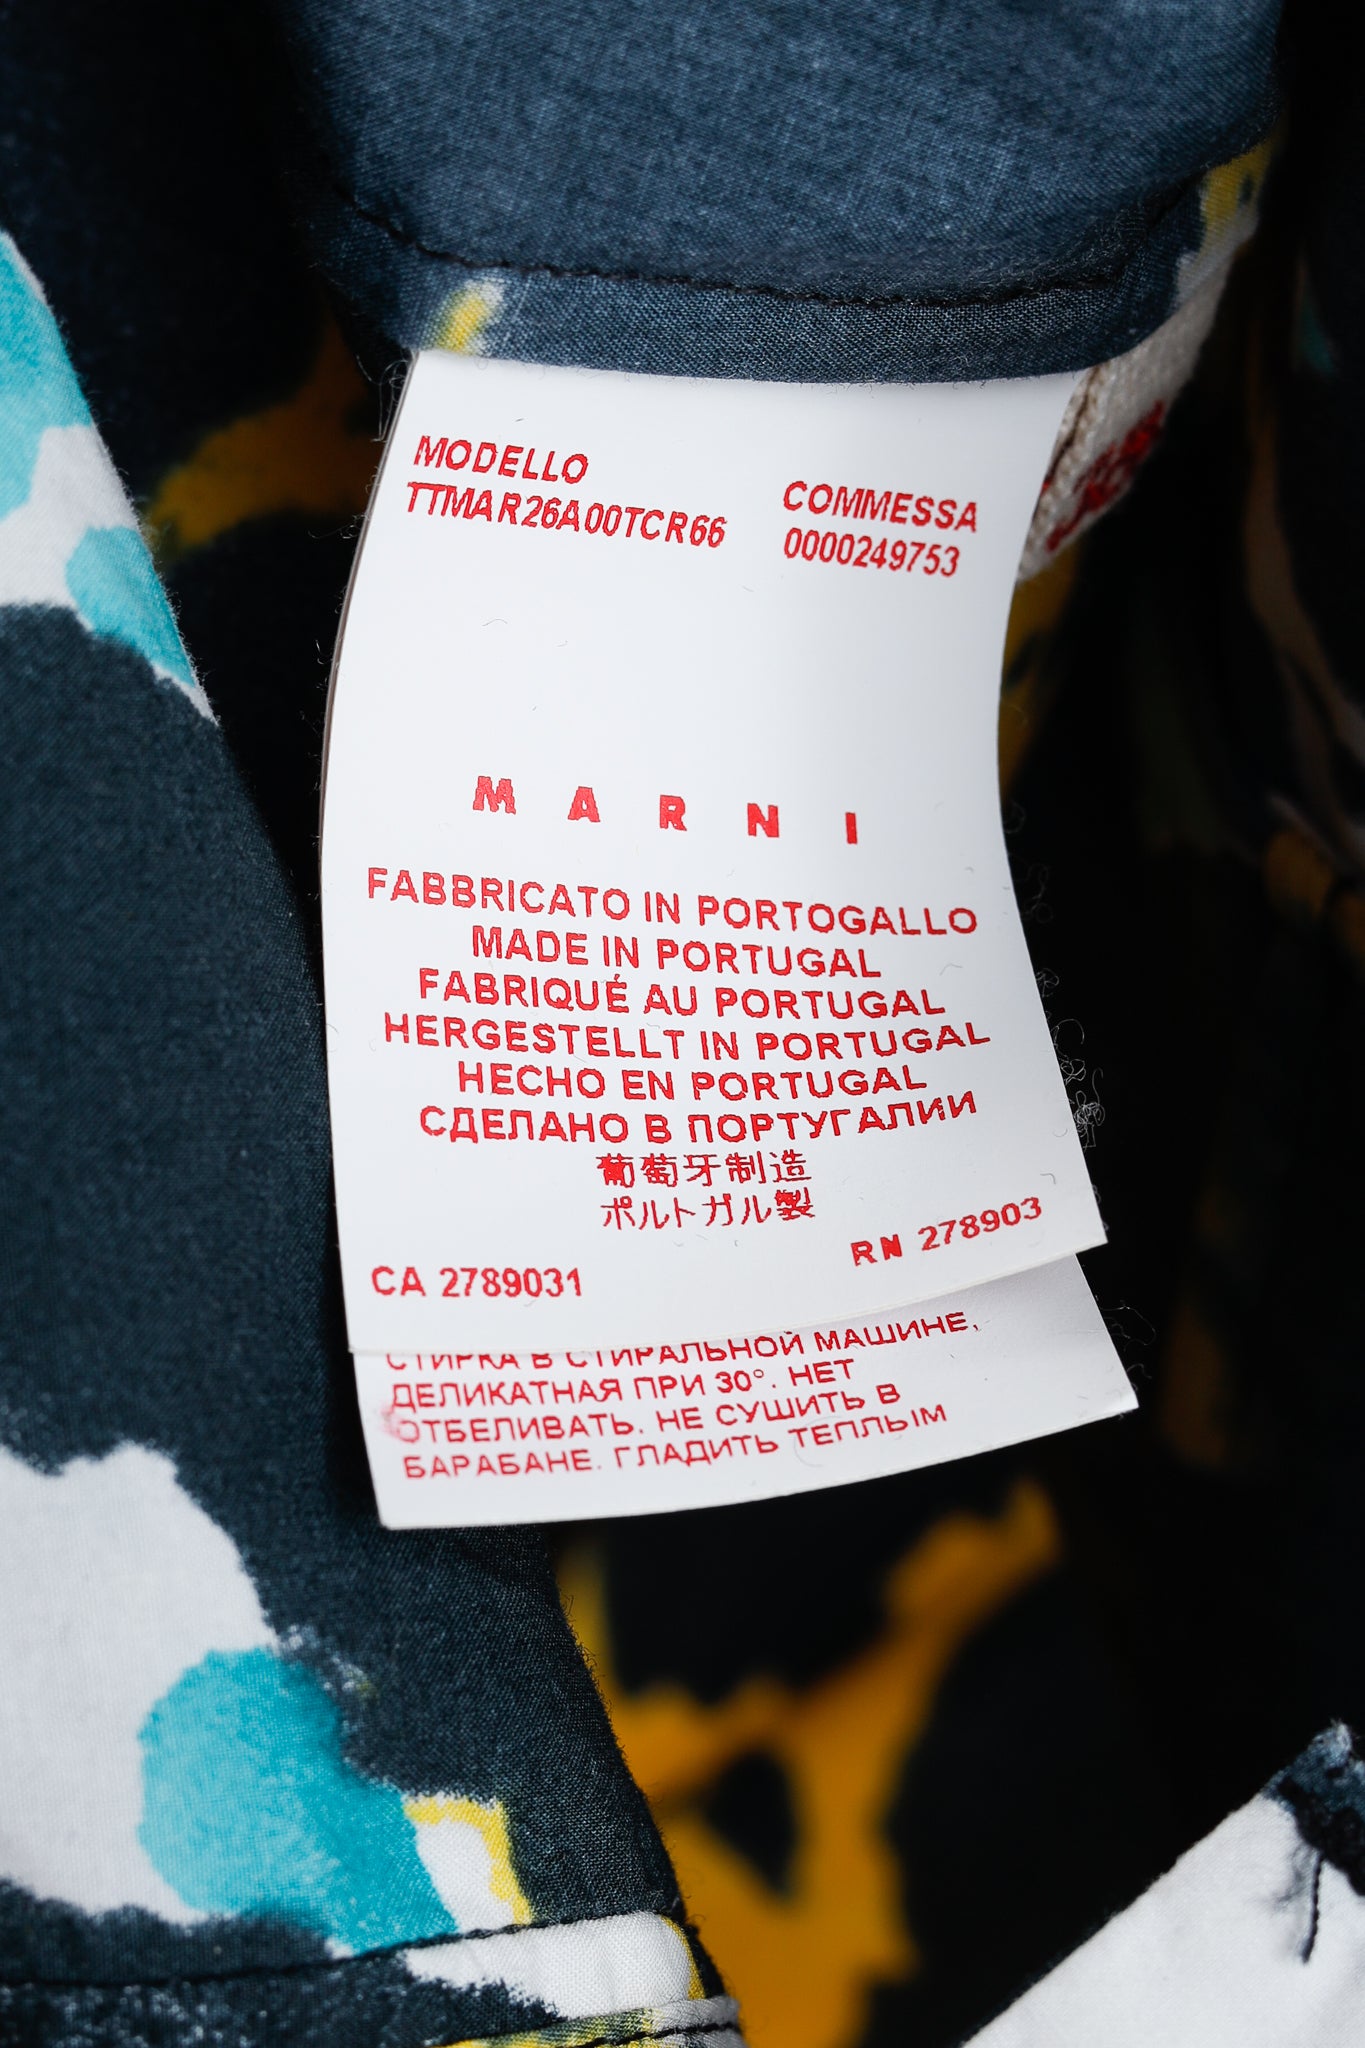 MODELLO
TTMAR26A00TCR66
COMMESSA
0000249753
MARNI
FABBRICATO IN PORTOGALLO
MADE IN PORTUGAL
FABRIQUÉ AU PORTUGAL
HERGESTELLT IN PORTUGAL
HECHO EN PORTUGAL
СДЕЛАНО В ПОРТУГАЛИИ
葡萄牙制造
ポルトガル製
CA 2789031
RN 278903
СТИРКА В СТИРАЛЬНОЙ МАШИНЕ,
ДЕЛИКАТНАЯ ПРИ 30°. НЕТ
ОТБЕЛИВАТЬ. НЕ СУШИТЬ В
БАРАБАНЕ. ГЛАДИТЬ ТЕПЛЫМ